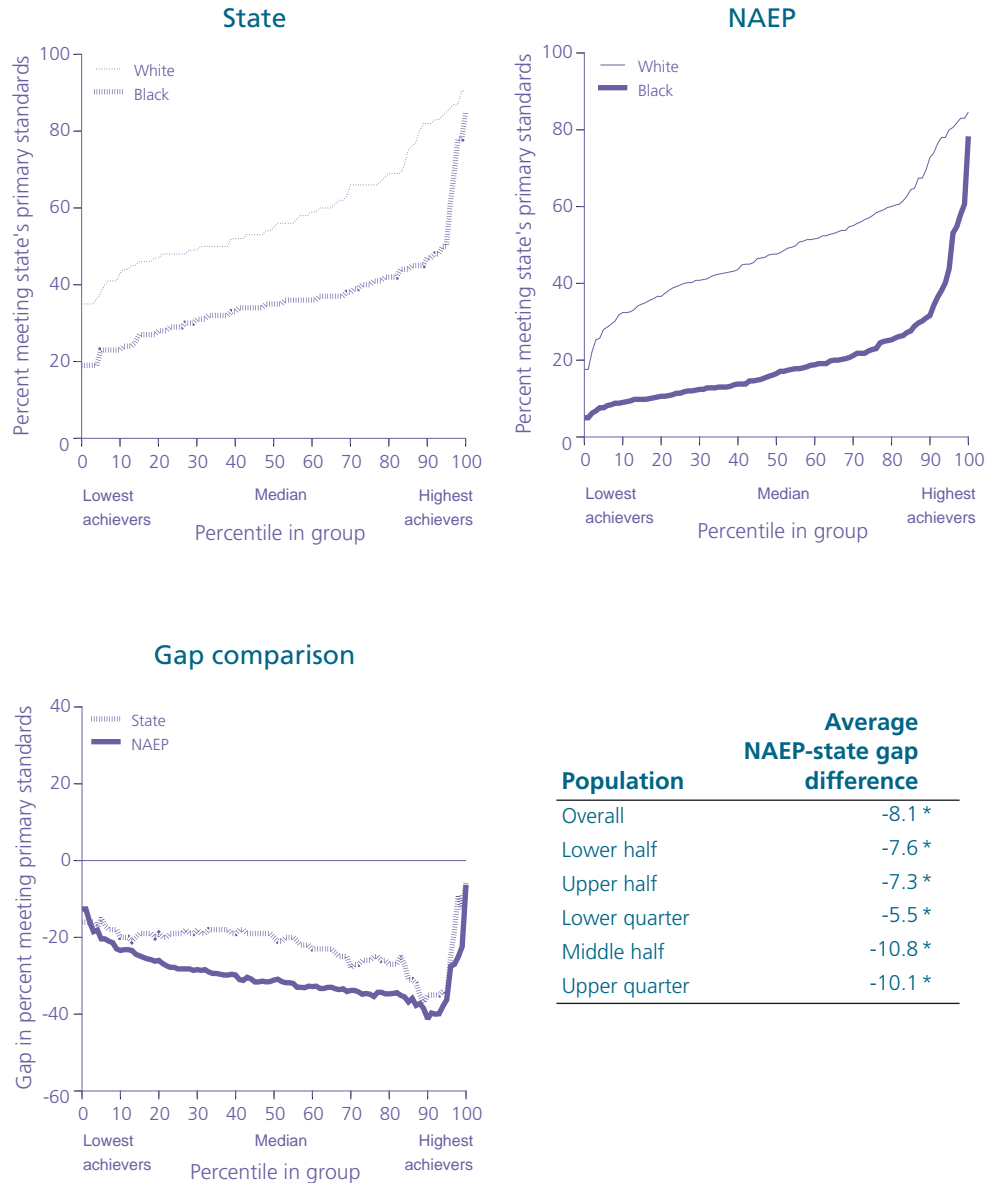 State
Percent meeting state's primary standards
100
80
60
40
20
0
White
Black
0 10 20 30 40 50 60 70 80 90 100
Lowest achievers
Median
Highest achievers
Percentile in group
NAEP
Percent meeting state's primary standards
100
80
60
40
20
0
White
Black
0 10 20 30 40 50 60 70 80 90 100
Lowest achievers
Median
Highest achievers
Percentile in group
Gap comparison
Gap in percent meeting primary standards
40
20
0
-20
-40
-60
State
NAEP
0 10 20 30 40 50 60 70 80 90 100
Lowest achievers
Median
Highest achievers
Percentile in group
Population Average NAEP-state gap difference
Overall -8.1 *
Lower half -7.6 *
Upper half -7.3 *
Lower quarter -5.5 *
Middle half -10.8 *
Upper quarter -10.1 *